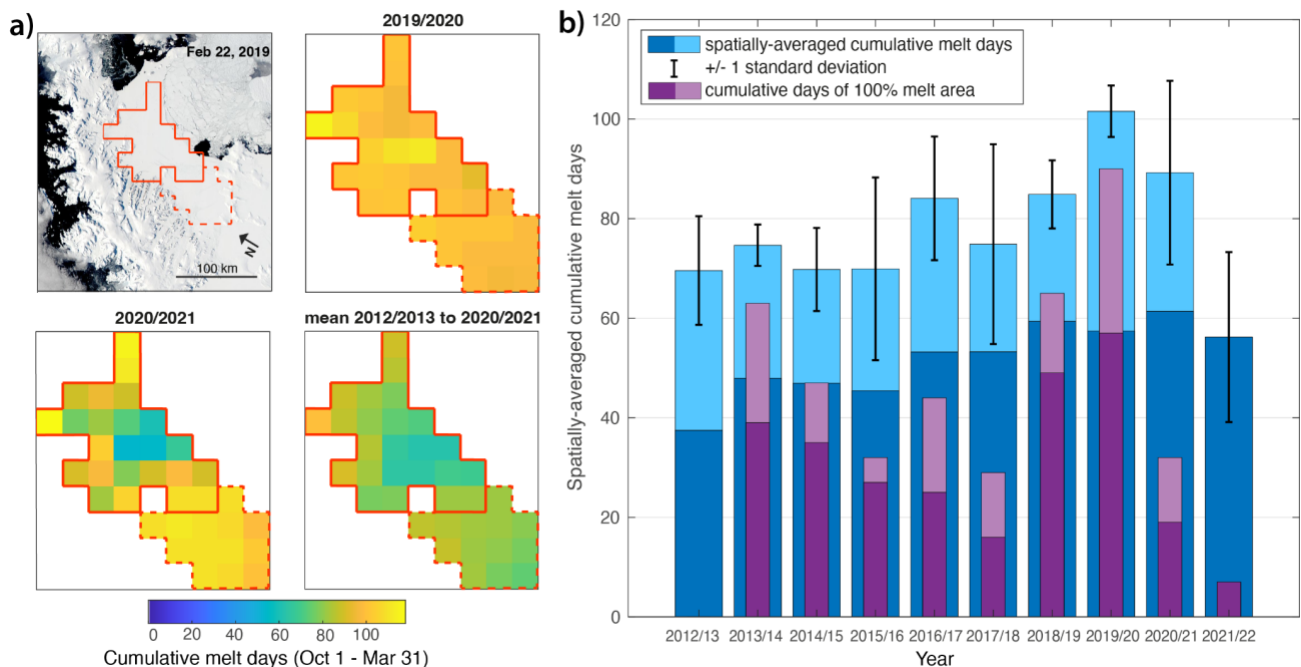 a)
Feb 22, 2019
N
100 km
2019/2020
2020/2021
mean 2012/2013 to 2020/2021
0 20 40 60 80 100
Cumulative melt days (Oct 1 - Mar 31)
b)
spatially-averaged cumulative melt days
+/- 1 standard deviation
cumulative days of 100% melt area
Spatially-averaged cumulative melt days
120
100
80
60
40
20
0
2012/13 2013/14 2014/15 2015/16 2016/17 2017/18 2018/19 2019/20 2020/21 2021/22
Year